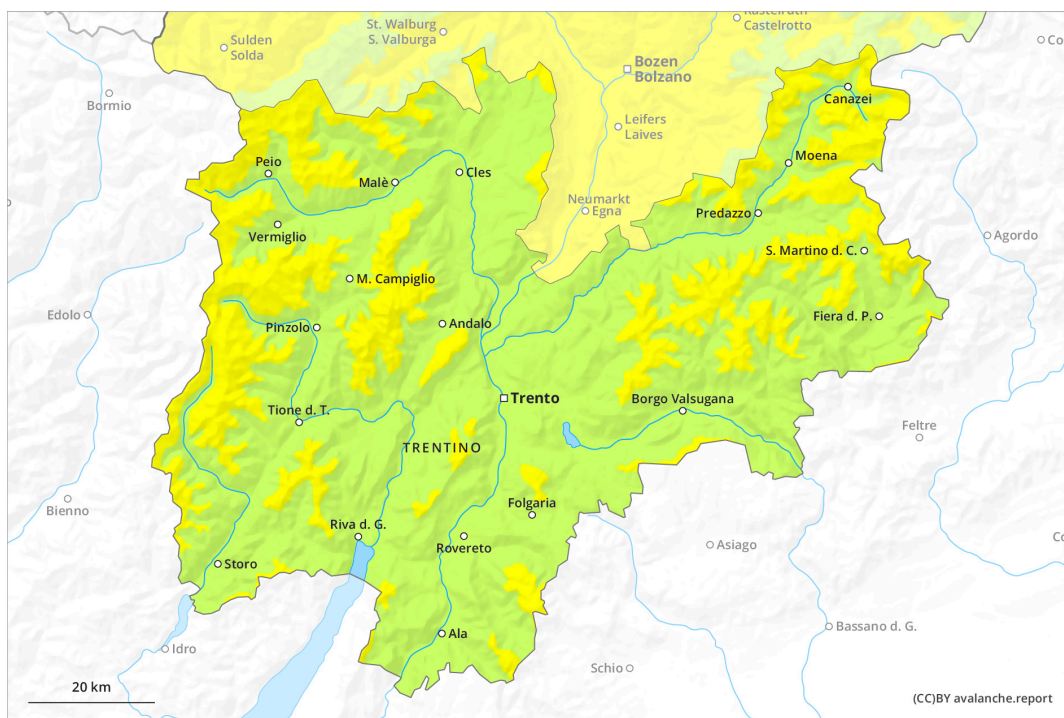 Kastelruth
Castelrotto
St. Walburg
S. Valburga
Sulden
Solda
Bozen
Bolzano
Canazei
Bormio
Leifers
Laives
Moena
Peio
Malè
Cles
Neumarkt
Egna
Predazzo
Vermiglio
Agordo
S. Martino d. C.
M. Campiglio
Edolo
Pinzolo
Andalo
Fiera d. P.
Trento
Borgo Valsugana
Tione d. T.
Feltre
TRENTINO
Bienno
Folgaria
Riva d. G.
Rovereto
Asiago
Storo
Ala
Bassano d. G.
Idro
Schio
20 km
(CC)BY avalanche.report